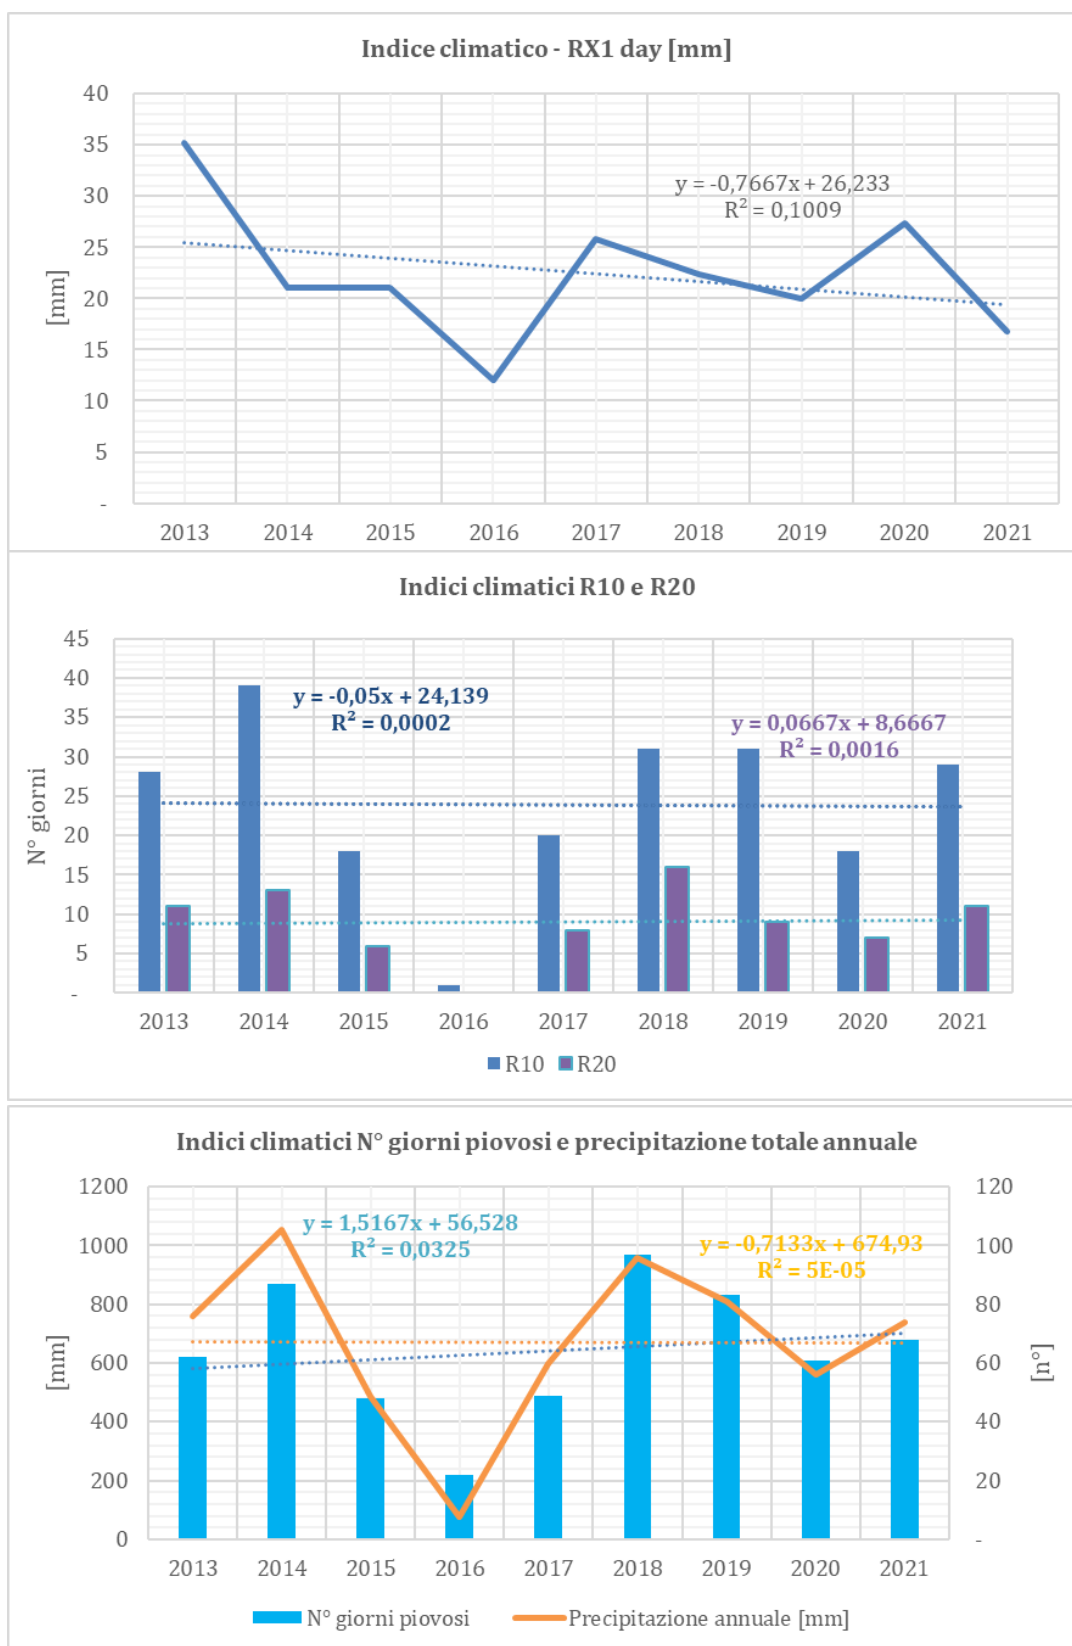 Indice climatico - RX1 day [mm]
40
35
30
25
20
15
10
5
-
[mm]
y = -0,7667x + 26,233
R² = 0,1009
2013 2014 2015 2016 2017 2018 2019 2020 2021
Indici climatici R10 e R20
45
40
35
30
25
20
15
10
5
-
N° giorni
y = -0,05x + 24,139
R² = 0,0002
y = 0,0667x + 8,6667
R² = 0,0016
2013 2014 2015 2016 2017 2018 2019 2020 2021
R10 R20
Indici climatici N° giorni piovosi e precipitazione totale annuale
1200
1000
800
600
400
200
0
[mm]
y = 1,5167x + 56,528
R² = 0,0325
y = -0,7133x + 674,93
R² = 5E-05
120
100
80
60
40
20
-
[n°]
2013 2014 2015 2016 2017 2018 2019 2020 2021
N° giorni piovosi Precipitazione annuale [mm]